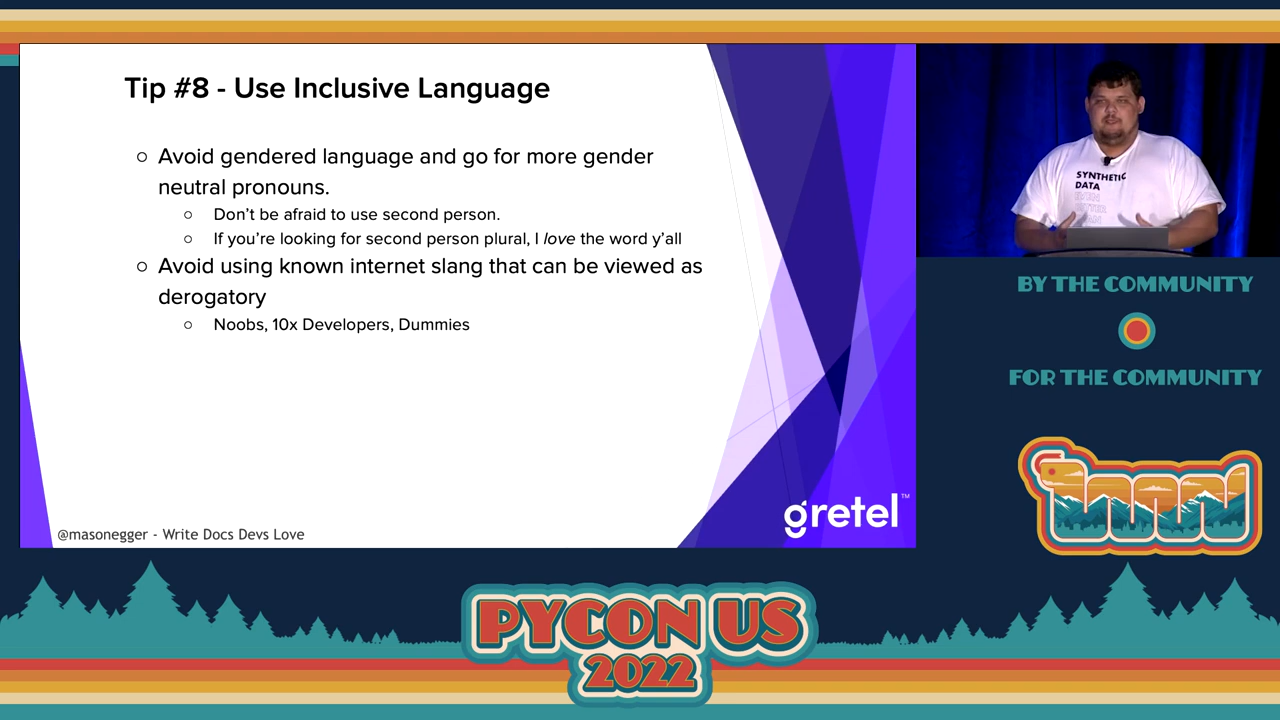 Tip #8 - Use Inclusive Language
○ Avoid gendered language and go for more gender
neutral pronouns.
○ Don’t be afraid to use second person.
○ If you’re looking for second person plural, I love the word y’all
○ Avoid using known internet slang that can be viewed as
derogatory
○ Noobs, 10x Developers, Dummies
@masonegger - Write Docs Devs Love
gretel™
SYNTHETIC
DATA
BY THE COMMUNITY
FOR THE COMMUNITY
PYCON US
2022